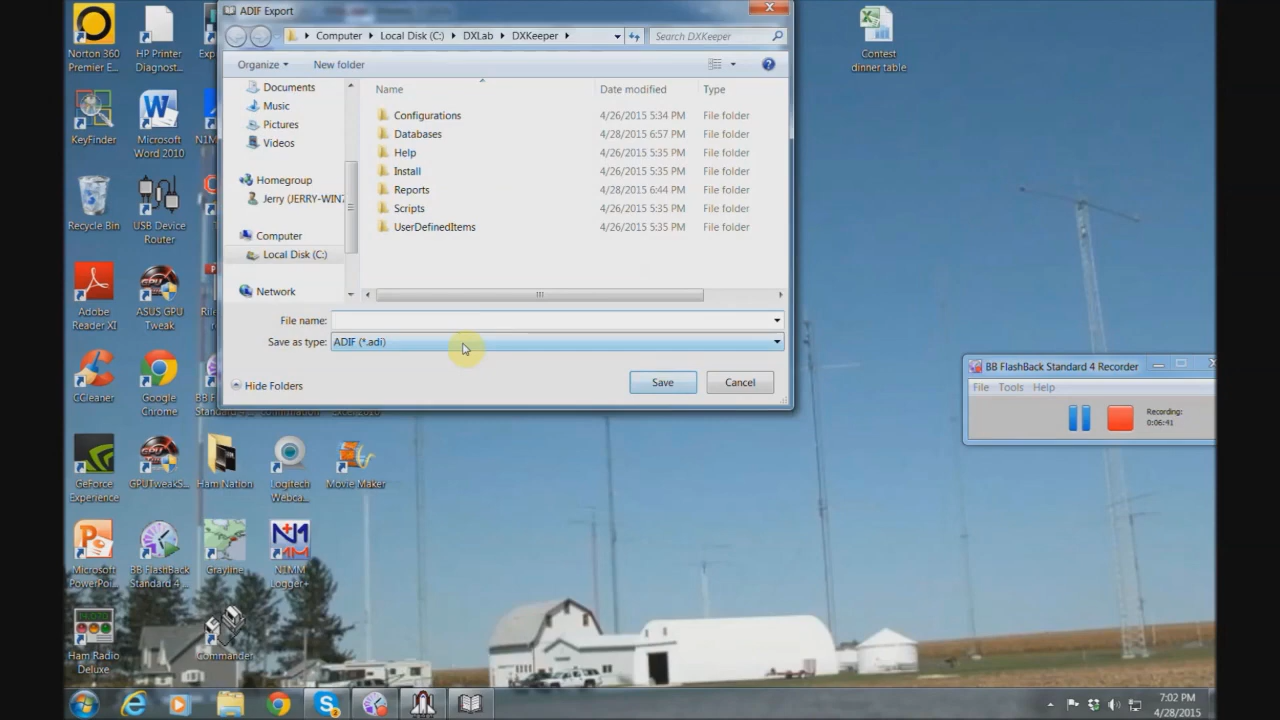 ADIF Export
Computer
Local Disk (C:)
DXLab
DXKeeper
Search DXKeeper
Organize
New folder
Documents
Music
Pictures
Videos
Homegroup
Jerry (JERRY-WIN7
Computer
Local Disk (C:)
Network
Name
Date modified
Type
Configurations
4/26/2015 5:34 PM
File folder
Databases
4/28/2015 6:57 PM
File folder
Help
4/26/2015 5:35 PM
File folder
Install
4/26/2015 5:35 PM
File folder
Reports
4/28/2015 6:44 PM
File folder
Scripts
4/26/2015 5:35 PM
File folder
UserDefinedItems
4/26/2015 5:35 PM
File folder
File name:
Save as type:
ADIF (*.adi)
Hide Folders
Save
Cancel
Norton 360
Premier E...
HP Printer
Diagnost...
KeyFinder
Microsoft
Word 2010
Recycle Bin
USB Device
Router
Adobe
Reader XI
ASUS GPU
Tweak
CCleaner
Google
Chrome
BB F
Standard 4
Excel 2010
GeForce
Experience
GPUTweakS...
Ham Nation
Logitech
Webca...
Movie Maker
Microsoft
PowerPoi...
BB FlashBack
Standard 4 ...
Grayline
N1MM
Logger+
Ham Radio
Deluxe
Commander
Contest
dinner table
BB FlashBack Standard 4 Recorder
File
Tools
Help
Recording:
0:06:41
7:02 PM
4/28/2015